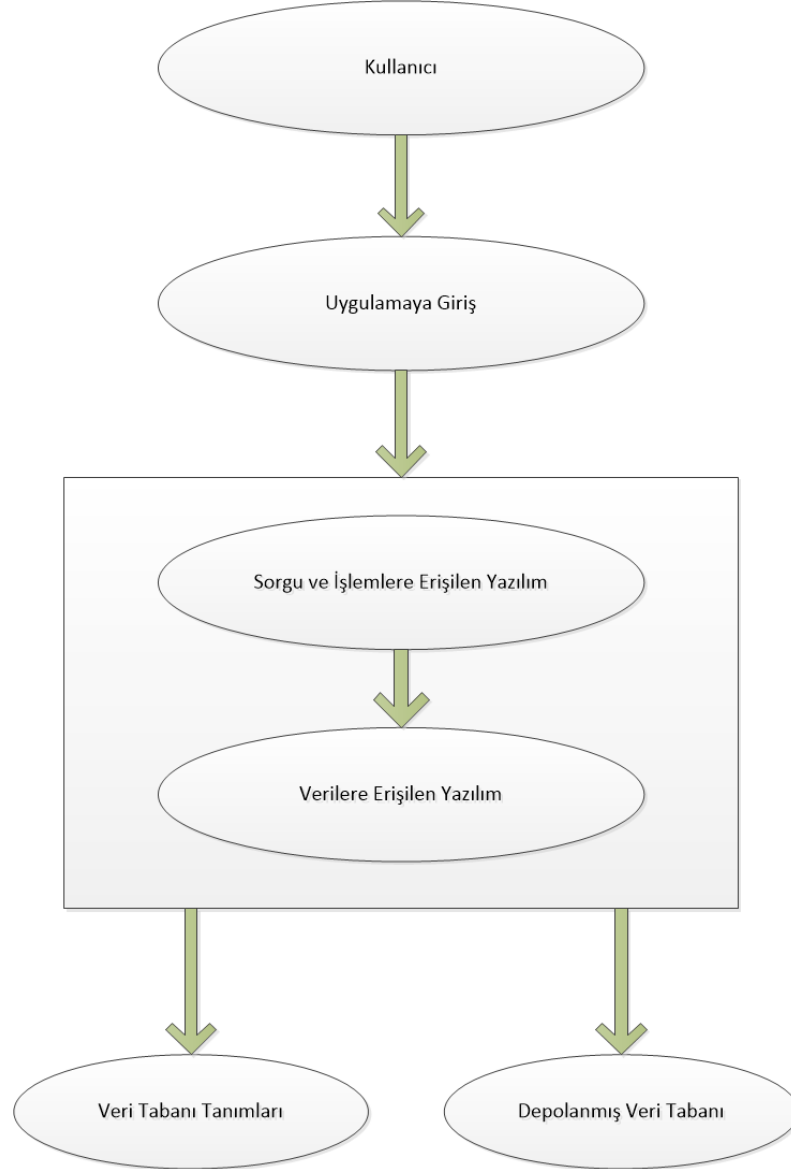 Kullanıcı
Uygulamaya Giriş
Sorgu ve İşlemlere Erişilen Yazılım
Verilere Erişilen Yazılım
Veri Tabanı Tanımları
Depolanmış Veri Tabanı